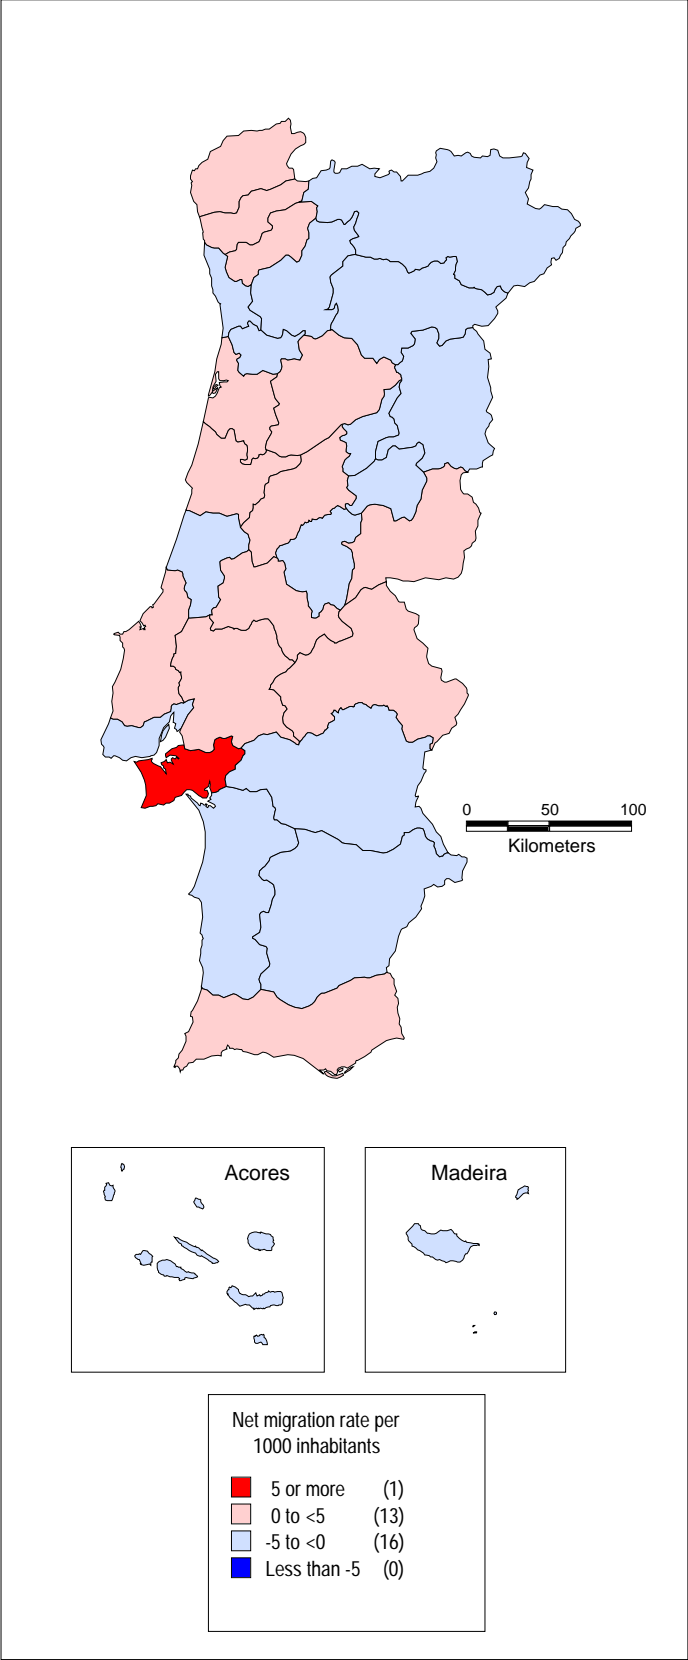 0 50 100
Kilometers
Acores
Madeira
Net migration rate per
1000 inhabitants
5 or more (1)
0 to <5 (13)
-5 to <0 (16)
Less than -5 (0)